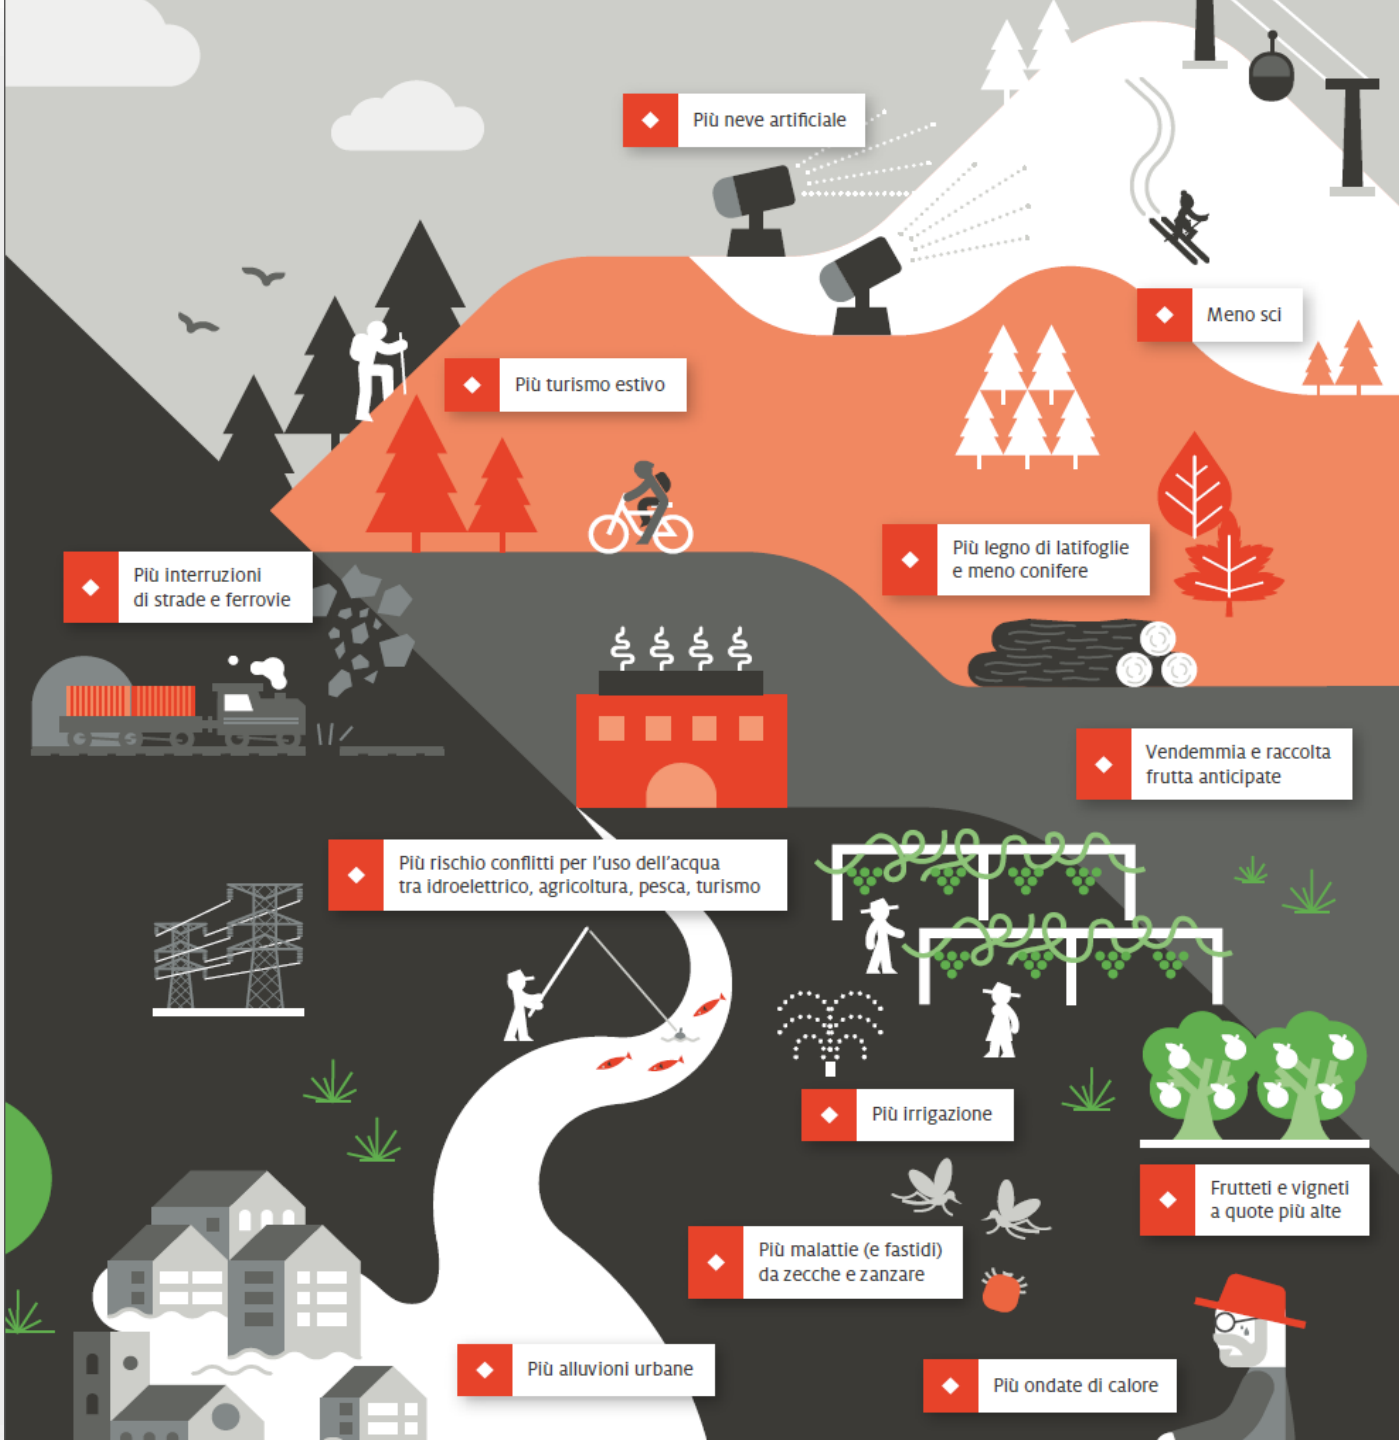 Più neve artificiale
Meno sci
Più turismo estivo
Più legno di latifoglie
e meno conifere
Più interruzioni
di strade e ferrovie
Vendemmia e raccolta
frutta anticipate
Più rischio conflitti per l'uso dell'acqua
tra idroelettrico, agricoltura, pesca, turismo
Più irrigazione
Frutteti e vigneti
a quote più alte
Più malattie (e fastidi)
da zecche e zanzare
Più alluvioni urbane
Più ondate di calore